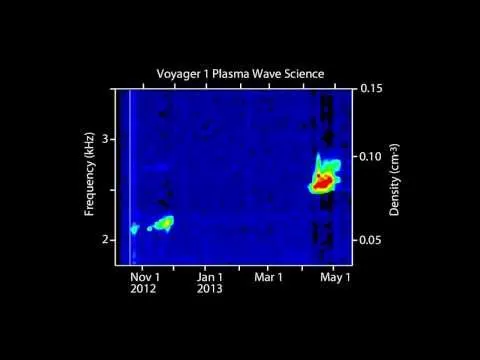 Voyager 1 Plasma Wave Science
3
2
Frequency (kHz)
0.15
0.10
0.05
Density (cm-3)
Nov 1 Jan 1 Mar 1 May 1
2012 2013